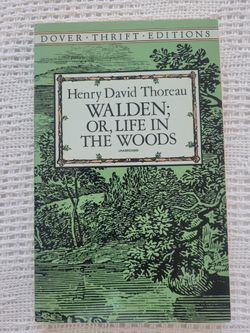 DOVER · THRIFT · EDITIONS
Henry David Thoreau
WALDEN;
OR, LIFE IN
THE WOODS
UNABRIDGED